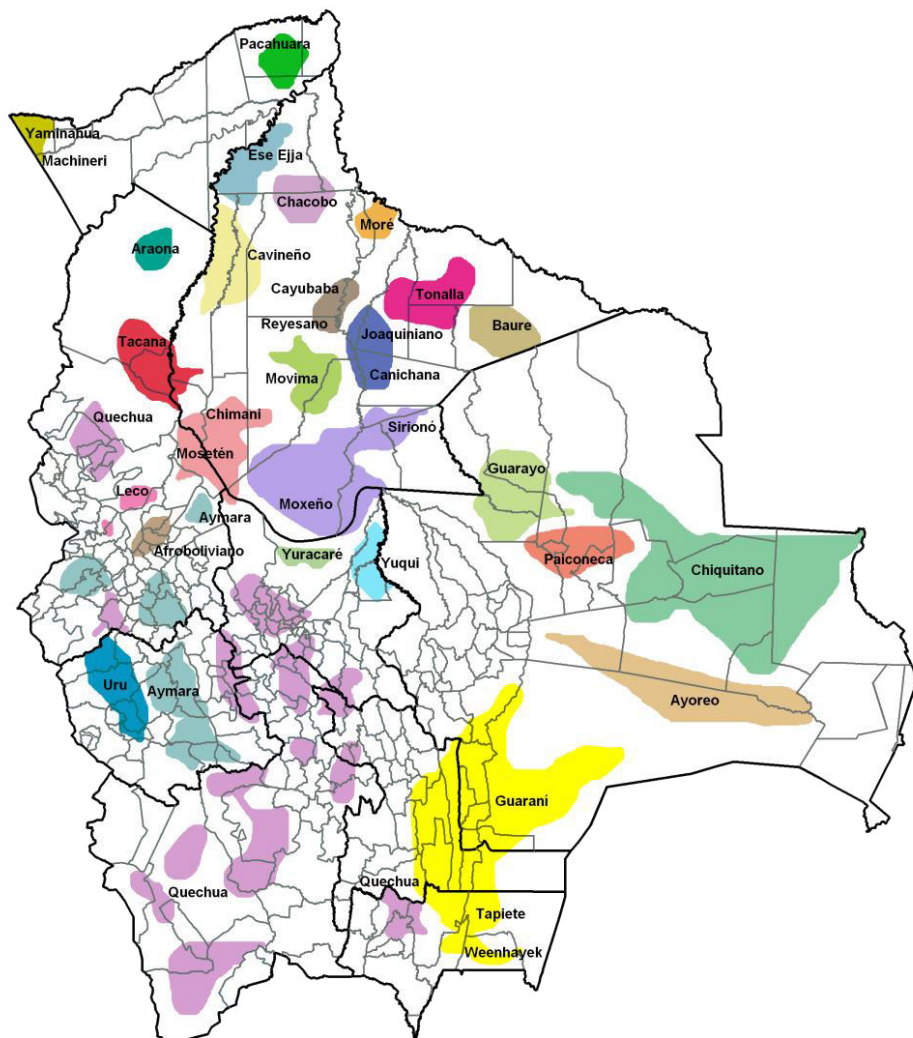 Pacahuara
Yaminahua
Machineri
Ese Ejja
Chacobo
Moré
Araona
Cavineño
Cayubaba
Tonalla
Reyesano
Joaquiniano
Baure
Tacana
Movima
Canichana
Quechua
Chimani
Sirionó
Mosetén
Guarayo
Leco
Moxeño
Aymara
Afroboliviano
Yuracaré
Yuqui
Paiconeca
Chiquitano
Uru
Aymara
Ayoreo
Guaraní
Quechua
Quechua
Tapiete
Weenhayek